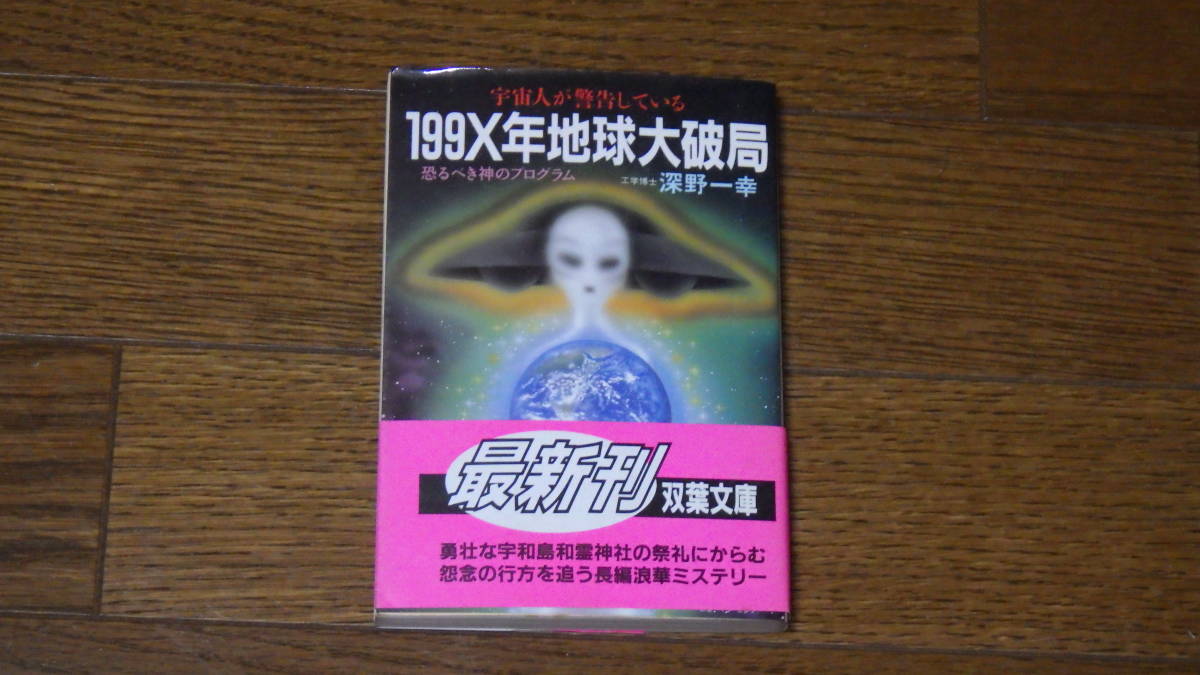 宇宙人が警告している
199X年地球大破局
恐るべき神のプログラム
工学博士 深野一幸
最新刊
双葉文庫
勇壮な宇和島和霊神社の祭礼にからむ
怨念の行方を追う長編浪華ミステリー